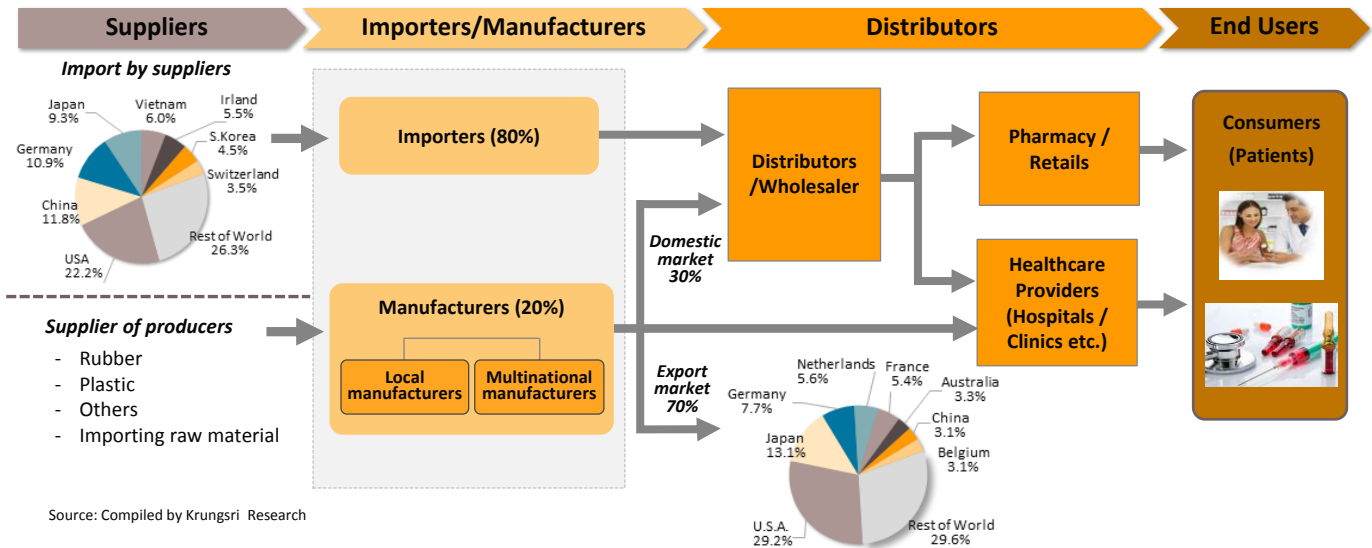 Suppliers
Importers/Manufacturers
Distributors
End Users
Import by suppliers
Japan
9.3%
Vietnam
6.0%
Irland
5.5%
S.Korea
4.5%
Switzerland
3.5%
Germany
10.9%
China
11.8%
USA
22.2%
Rest of World
26.3%
Supplier of producers
- Rubber
- Plastic
- Others
- Importing raw material
Importers (80%)
Manufacturers (20%)
Local
manufacturers
Multinational
manufacturers
Domestic
market
30%
Export
market
70%
Distributors
/Wholesaler
Pharmacy /
Retails
Healthcare
Providers
(Hospitals /
Clinics etc.)
Netherlands
5.6%
France
5.4%
Australia
3.3%
China
3.1%
Belgium
3.1%
Germany
7.7%
Japan
13.1%
U.S.A.
29.2%
Rest of World
29.6%
Consumers
(Patients)
Source: Compiled by Krungsri Research